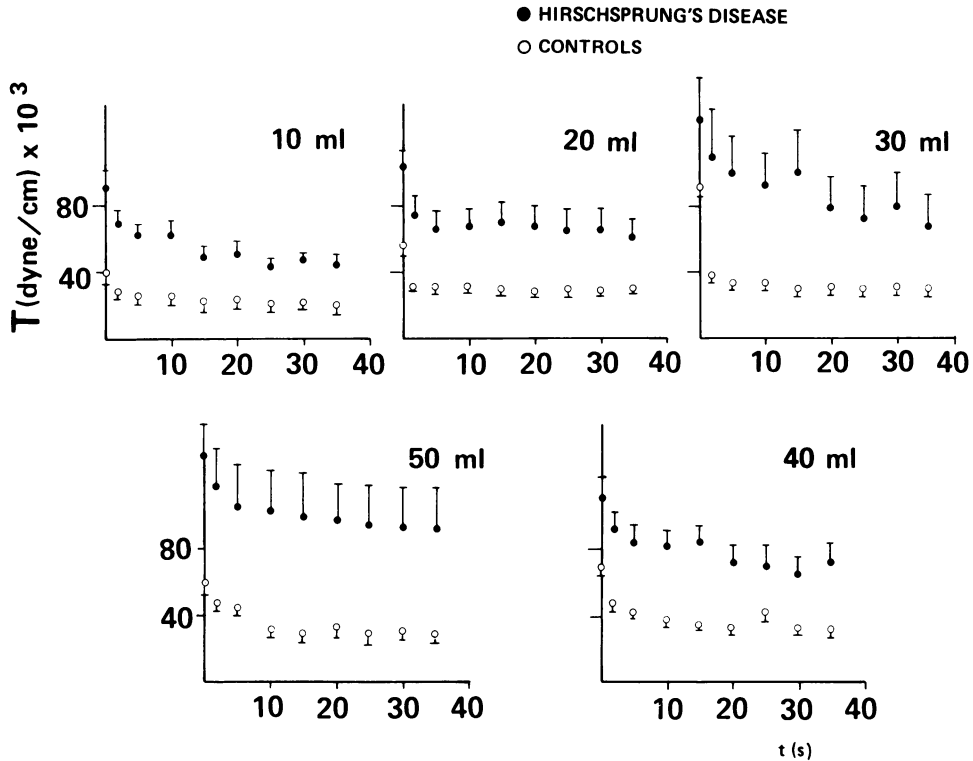 ● HIRSCHSPRUNG'S DISEASE
○ CONTROLS
T (dyne/cm) x 10³
10 ml
80
40
10 20 30 40
20 ml
10 20 30 40
30 ml
10 20 30 40
50 ml
80
40
10 20 30 40
40 ml
10 20 30 40
t (s)